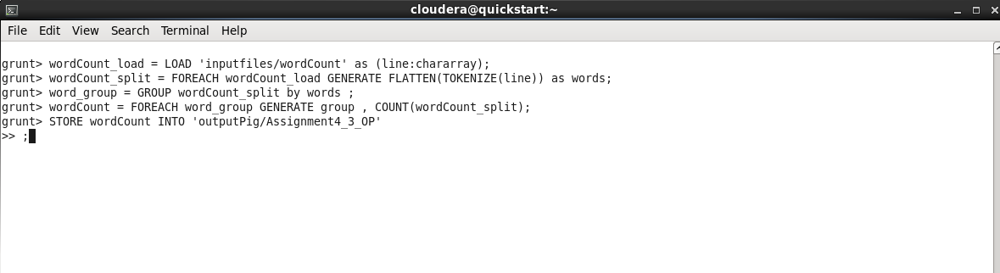 cloudera@quickstart:~
File Edit View Search Terminal Help
grunt> wordCount_load = LOAD 'inputfiles/wordCount' as (line:chararray);
grunt> wordCount_split = FOREACH wordCount_load GENERATE FLATTEN(TOKENIZE(line)) as words;
grunt> word_group = GROUP wordCount_split by words ;
grunt> wordCount = FOREACH word_group GENERATE group , COUNT(wordCount_split);
grunt> STORE wordCount INTO 'outputPig/Assignment4_3_OP'
>> ;